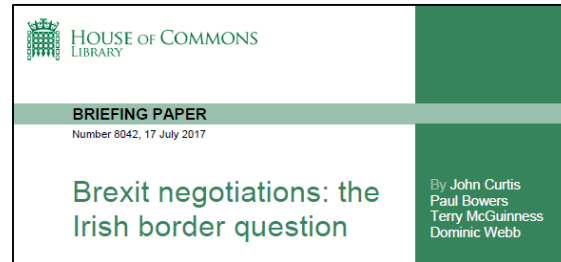 HOUSE OF COMMONS
LIBRARY
BRIEFING PAPER
Number 8042, 17 July 2017
Brexit negotiations: the
Irish border question
By John Curtis
Paul Bowers
Terry McGuinness
Dominic Webb